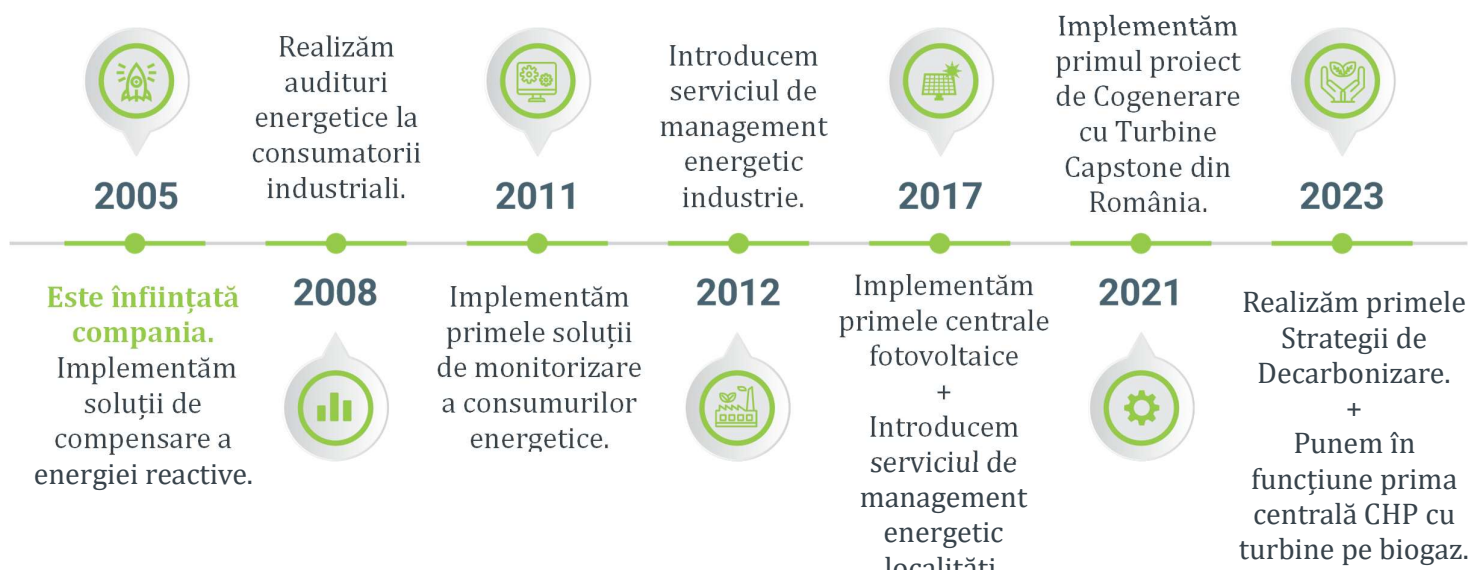 2005
Este înființată
compania.
Implementăm
soluții de
compensare a
energiei reactive.
Realizăm
audituri
energetice la
consumatorii
industriali.
2008
2011
Implementăm
primele soluții
de monitorizare
a consumurilor
energetice.
Introducem
serviciul de
management
energetic
industrie.
2012
2017
Implementăm
primele centrale
fotovoltaice
+
Introducem
serviciul de
management
energetic
localități
Implementăm
primul proiect
de Cogenerare
cu Turbine
Capstone din
România.
2021
2023
Realizăm primele
Strategii de
Decarbonizare.
+
Punem în
funcțiune prima
centrală CHP cu
turbine pe biogaz.